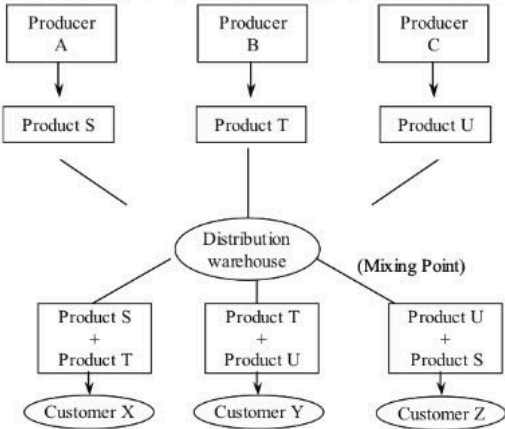 Producer
A
Producer
B
Producer
C
Product S
Product T
Product U
Distribution
warehouse
(Mixing Point)
Product S
+
Product T
Product T
+
Product U
Product U
+
Product S
Customer X
Customer Y
Customer Z